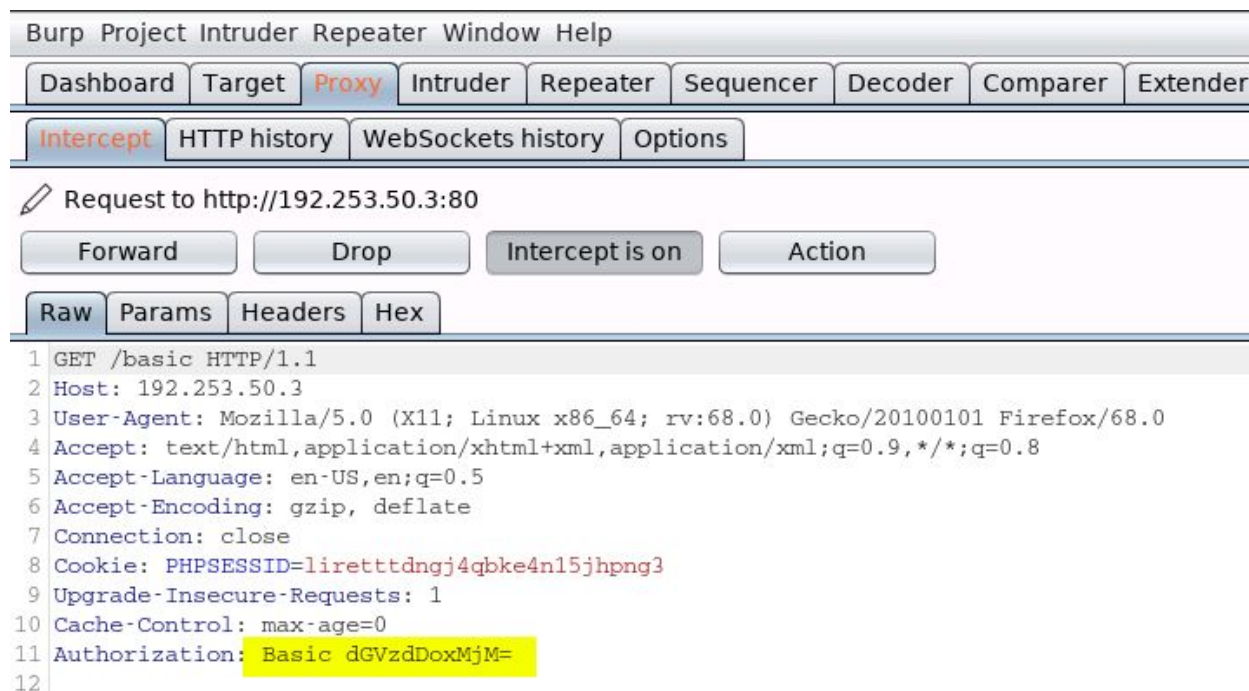 Burp Project Intruder Repeater Window Help
Dashboard Target Proxy Intruder Repeater Sequencer Decoder Comparer Extender
Intercept HTTP history WebSockets history Options
Request to http://192.253.50.3:80
Forward Drop Intercept is on Action
Raw Params Headers Hex
1 GET /basic HTTP/1.1
2 Host: 192.253.50.3
3 User-Agent: Mozilla/5.0 (X11; Linux x86_64; rv:68.0) Gecko/20100101 Firefox/68.0
4 Accept: text/html,application/xhtml+xml,application/xml;q=0.9,*/*;q=0.8
5 Accept-Language: en-US,en;q=0.5
6 Accept-Encoding: gzip, deflate
7 Connection: close
8 Cookie: PHPSESSID=liretttdngj4qbke4n15jhpng3
9 Upgrade-Insecure-Requests: 1
10 Cache-Control: max-age=0
11 Authorization: Basic dGVzdDoxMjM=
12